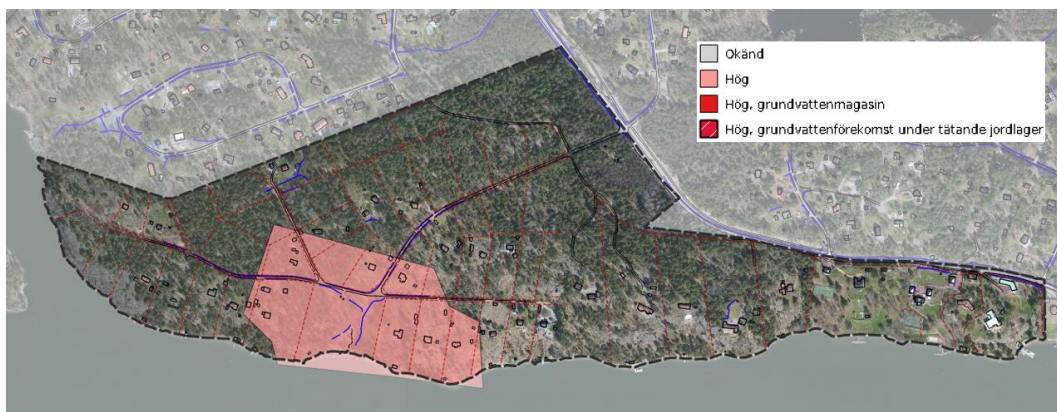 Okänd
Hög
Hög, grundvattenmagasin
Hög, grundvattenförekomst under tätande jordlager